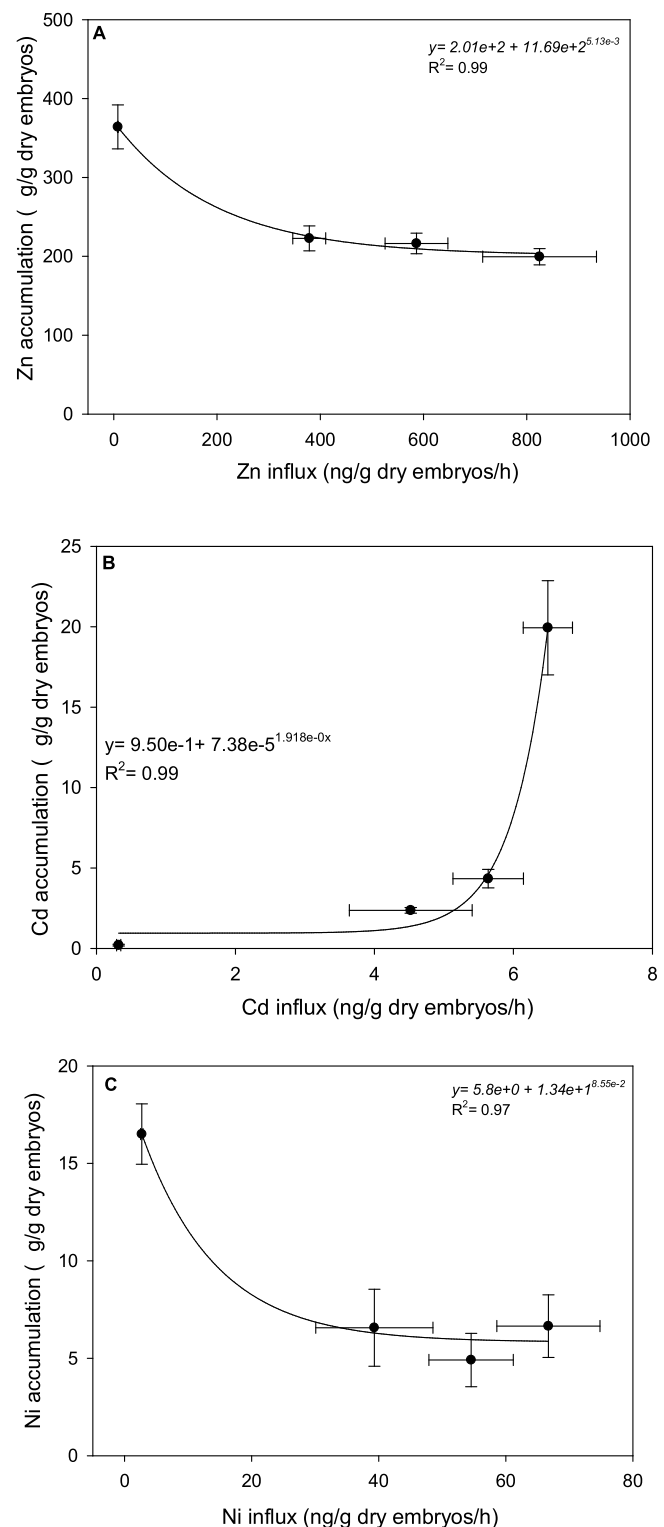 A
y= 2.01e+2 + 11.69e+2^5.13e-3
R²= 0.99
500
400
300
200
100
0
Zn accumulation ( g/g dry embryos)
0 200 400 600 800 1000
Zn influx (ng/g dry embryos/h)
B
25
20
15
10
5
0
Cd accumulation ( g/g dry embryos)
y= 9.50e-1+ 7.38e-5^1.918e-0x
R²= 0.99
0 2 4 6 8
Cd influx (ng/g dry embryos/h)
C
y= 5.8e+0 + 1.34e+1^8.55e-2
R²= 0.97
20
15
10
5
0
Ni accumulation ( g/g dry embryos)
0 20 40 60 80
Ni influx (ng/g dry embryos/h)